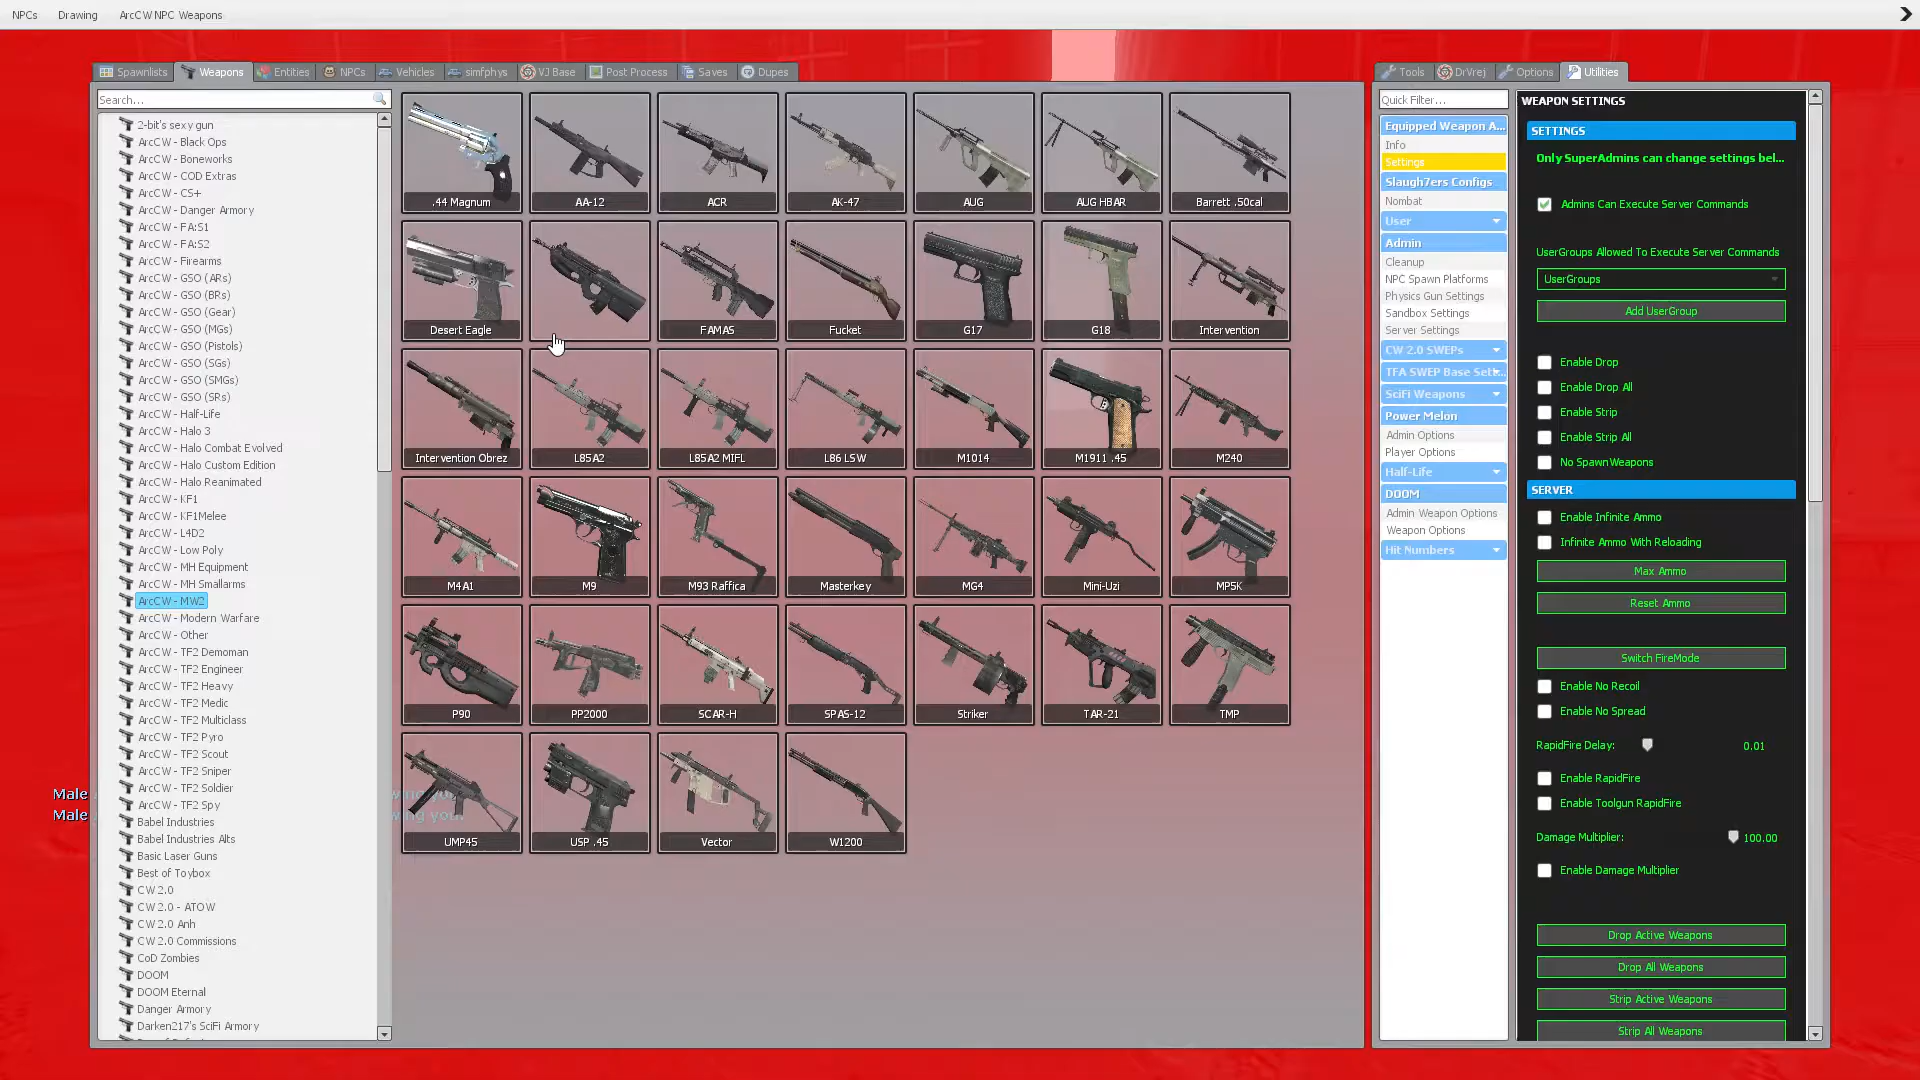 NPCs Drawing ArcCW NPC Weapons
Spawnlists Weapons Entities NPCs Vehicles simfphys VJ Base Post Process Saves Dupes
Search...
2-bit's sexy gun
ArcCW - Black Ops
ArcCW - Boneworks
ArcCW - COD Extras
ArcCW - CS+
ArcCW - Danger Armory
ArcCW - FA:S1
ArcCW - FA:S2
ArcCW - Firearms
ArcCW - GSO (ARs)
ArcCW - GSO (BRs)
ArcCW - GSO (Gear)
ArcCW - GSO (MGs)
ArcCW - GSO (Pistols)
ArcCW - GSO (SGs)
ArcCW - GSO (SMGs)
ArcCW - GSO (SRs)
ArcCW - Half-Life
ArcCW - Halo 3
ArcCW - Halo Combat Evolved
ArcCW - Halo Custom Edition
ArcCW - Halo Reanimated
ArcCW - KF1
ArcCW - KF1Melee
ArcCW - L4D2
ArcCW - Low Poly
ArcCW - MH Equipment
ArcCW - MH Smallarms
ArcCW - MW2
ArcCW - Modern Warfare
ArcCW - Other
ArcCW - TF2 Demoman
ArcCW - TF2 Engineer
ArcCW - TF2 Heavy
ArcCW - TF2 Medic
ArcCW - TF2 Multiclass
ArcCW - TF2 Pyro
ArcCW - TF2 Scout
ArcCW - TF2 Sniper
ArcCW - TF2 Soldier
ArcCW - TF2 Spy
Babel Industries
Babel Industries Alts
Basic Laser Guns
Best of Toybox
CW 2.0
CW 2.0 - ATOW
CW 2.0 Anh
CW 2.0 Commissions
CoD Zombies
DOOM
DOOM Eternal
Danger Armory
Darken217's SciFi Armory
Male
Male
.44 Magnum AA-12 ACR AK-47 AUG AUG HBAR Barrett .50cal
Desert Eagle FAMAS Fucket G17 G18 Intervention
Intervention Obrez L85A2 L85A2 MIFL L86 LSW M1014 M1911 .45 M240
M4A1 M9 M93 Raffica Masterkey MG4 Mini-Uzi MP5K
P90 PP2000 SCAR-H SPAS-12 Striker TAR-21 TMP
UMP45 USP .45 Vector W1200
Tools DrVrej Options Utilities
Quick Filter...
Equipped Weapon A...
Info
Settings
Slaugh7ers Configs
Nombat
User
Admin
Cleanup
NPC Spawn Platforms
Physics Gun Settings
Sandbox Settings
Server Settings
CW 2.0 SWEPs
TFA SWEP Base Sett...
SciFi Weapons
Power Melon
Admin Options
Player Options
Half-Life
DOOM
Admin Weapon Options
Weapon Options
Hit Numbers
WEAPON SETTINGS
SETTINGS
Only SuperAdmins can change settings bel...
Admins Can Execute Server Commands
UserGroups Allowed To Execute Server Commands
UserGroups
Add UserGroup
Enable Drop
Enable Drop All
Enable Strip
Enable Strip All
No SpawnWeapons
SERVER
Enable Infinite Ammo
Infinite Ammo With Reloading
Max Ammo
Reset Ammo
Switch FireMode
Enable No Recoil
Enable No Spread
RapidFire Delay: 0.01
Enable RapidFire
Enable Toolgun RapidFire
Damage Multiplier: 100.00
Enable Damage Multiplier
Drop Active Weapons
Drop All Weapons
Strip Active Weapons
Strip All Weapons